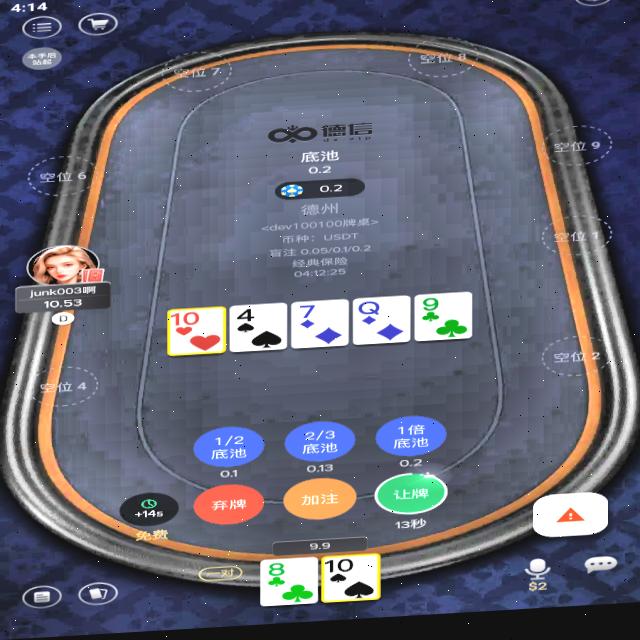 4:14
本手后
站起
空位 7
空位 8
德信
dx.vip
底池
0.2
0.2
空位 9
空位 6
德州
<dev100100牌桌>
币种：USDT
盲注 0.05/0.1/0.2
经典保险
04:12:25
空位 1
junk003啊
10.53
D
10
4
7
Q
9
空位 2
空位 4
1/2
底池
2/3
底池
1倍
底池
0.1
0.13
0.2
+14s
弃牌
加注
让牌
免费
13秒
9.9
一对
8
10
$2